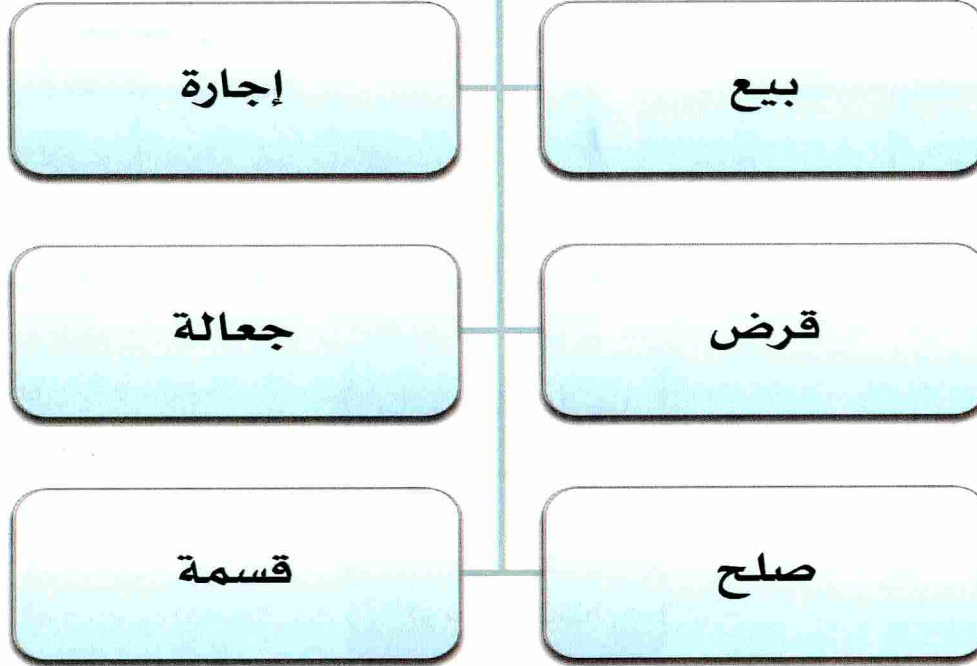 بيع
إجارة
قرض
جعالة
صلح
قسمة